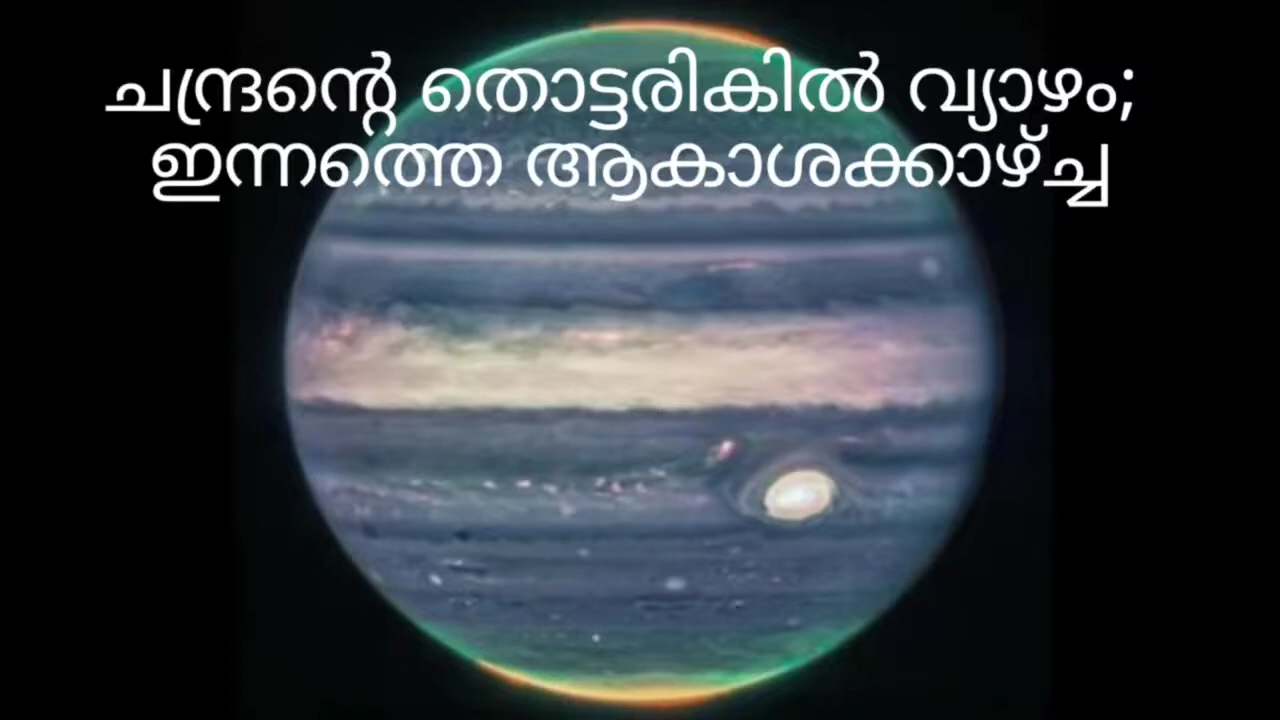 ചന്ദ്രന്റെ തൊട്ടരികിൽ വ്യാഴം;
ഇന്നത്തെ ആകാശക്കാഴ്ച്ച